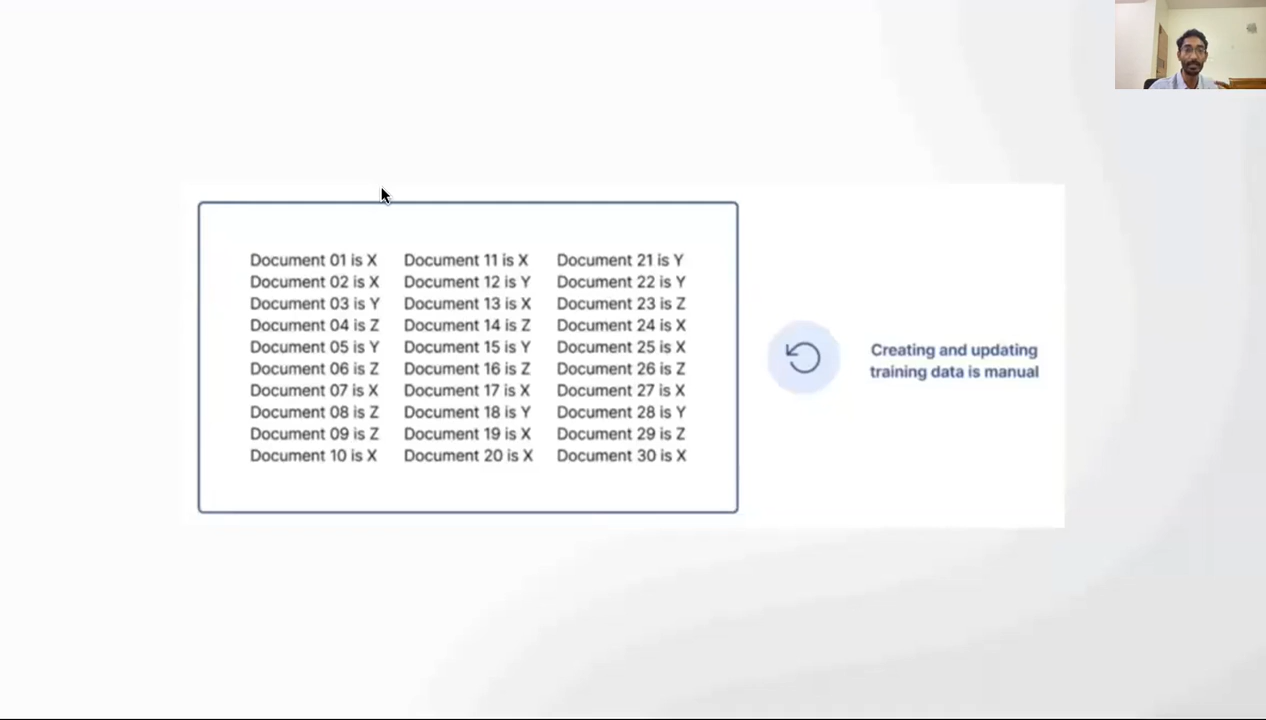 Document 01 is X
Document 02 is X
Document 03 is Y
Document 04 is Z
Document 05 is Y
Document 06 is Z
Document 07 is X
Document 08 is Z
Document 09 is Z
Document 10 is X
Document 11 is X
Document 12 is Y
Document 13 is X
Document 14 is Z
Document 15 is Y
Document 16 is Z
Document 17 is X
Document 18 is Y
Document 19 is X
Document 20 is X
Document 21 is Y
Document 22 is Y
Document 23 is Z
Document 24 is X
Document 25 is X
Document 26 is Z
Document 27 is X
Document 28 is Y
Document 29 is Z
Document 30 is X
Creating and updating
training data is manual